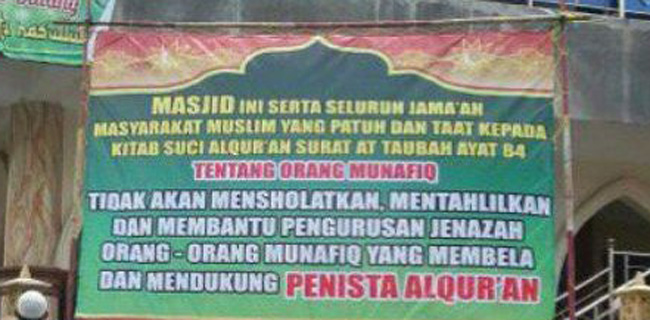 MASJID INI SERTA SELURUH JAMA'AH
MASYARAKAT MUSLIM YANG PATUH DAN TAAT KEPADA
KITAB SUCI ALQUR'AN SURAT AT TAUBAH AYAT 84
TENTANG ORANG MUNAFIQ
TIDAK AKAN MENSHOLATKAN, MENTAHLILKAN
DAN MEMBANTU PENGURUSAN JENAZAH
ORANG - ORANG MUNAFIQ YANG MEMBELA
DAN MENDUKUNG PENISTA ALQUR'AN